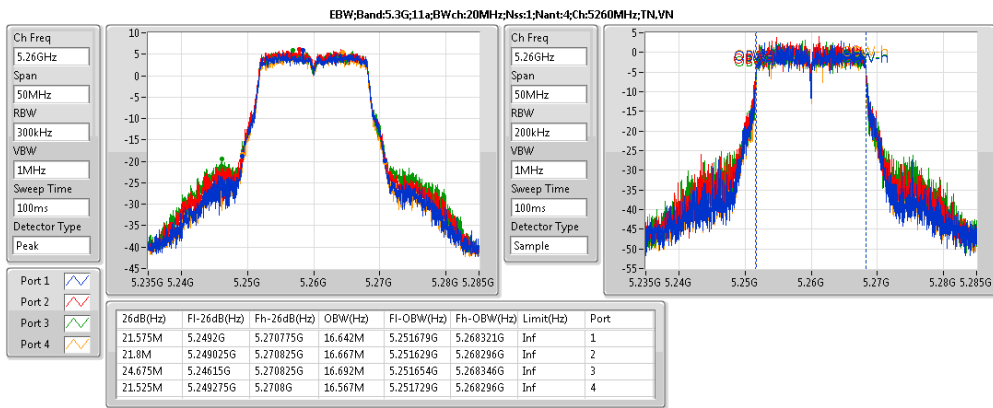 EBW;Band:5.3G;11a;BWch:20MHz;Nss:1;Nant:4;Ch:5260MHz;TN,VN
Ch Freq
5.26GHz
Span
50MHz
RBW
300kHz
VBW
1MHz
Sweep Time
100ms
Detector Type
Peak
10
5
0
-5
-10
-15
-20
-25
-30
-35
-40
-45
5.235G 5.24G 5.25G 5.26G 5.27G 5.28G 5.285G
Ch Freq
5.26GHz
Span
50MHz
RBW
200kHz
VBW
1MHz
Sweep Time
100ms
Detector Type
Sample
5
0
-5
-10
-15
-20
-25
-30
-35
-40
-45
-50
-55
5.235G 5.24G 5.25G 5.26G 5.27G 5.28G 5.285G
Port 1
Port 2
Port 3
Port 4
26dB(Hz) Fl-26dB(Hz) Fh-26dB(Hz) OBW(Hz) Fl-OBW(Hz) Fh-OBW(Hz) Limit(Hz) Port
21.575M 5.2492G 5.270775G 16.642M 5.251679G 5.268321G Inf 1
21.8M 5.249025G 5.270825G 16.667M 5.251629G 5.268296G Inf 2
24.675M 5.24615G 5.270825G 16.692M 5.251654G 5.268346G Inf 3
21.525M 5.249275G 5.2708G 16.567M 5.251729G 5.268296G Inf 4